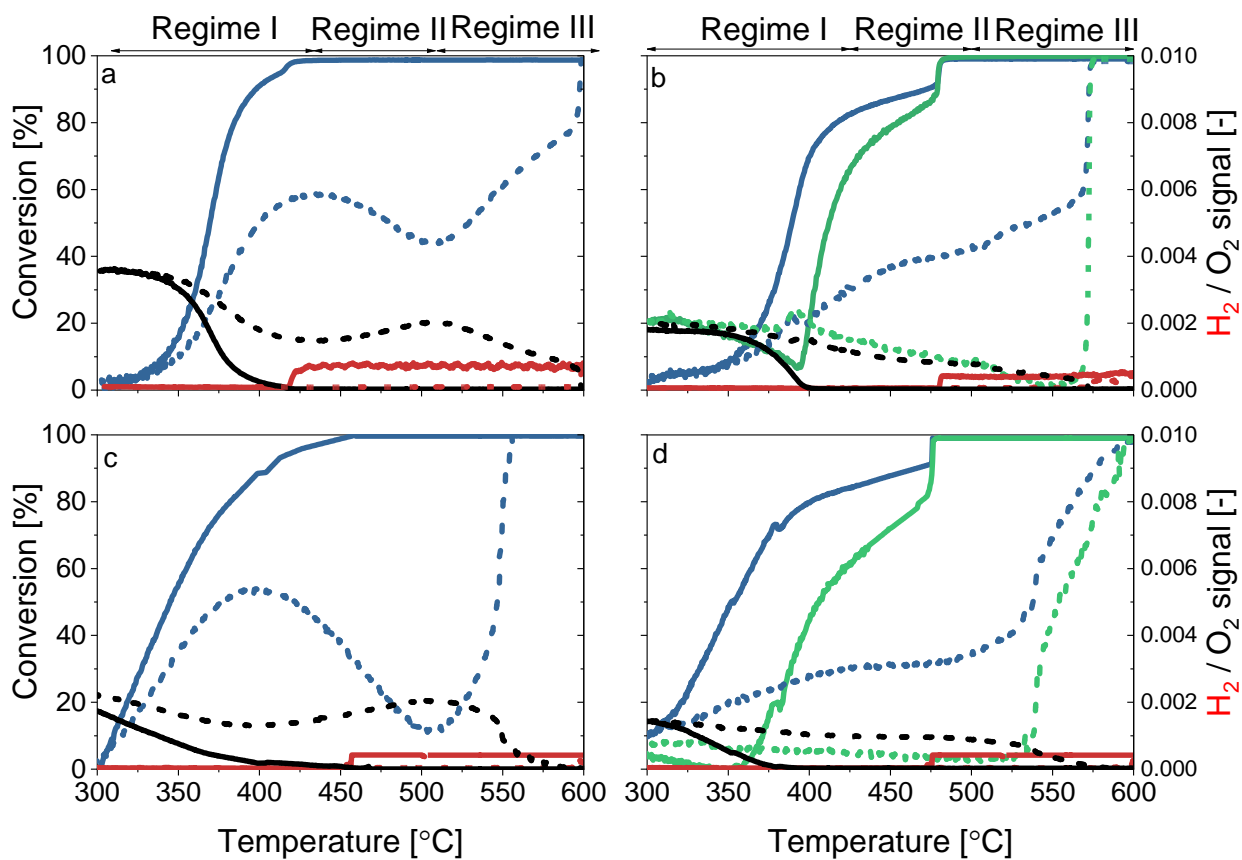 Regime I Regime II Regime III Regime I Regime II Regime III
100 a b 0.010
80 0.008
60 0.006
40 0.004
20 0.002
0 0.000
Conversion [%]
H₂ / O₂ signal [-]
100 c d 0.010
80 0.008
60 0.006
40 0.004
20 0.002
0 0.000
Conversion [%]
H₂ / O₂ signal [-]
300 350 400 450 500 550 600 300 350 400 450 500 550 600
Temperature [°C] Temperature [°C]